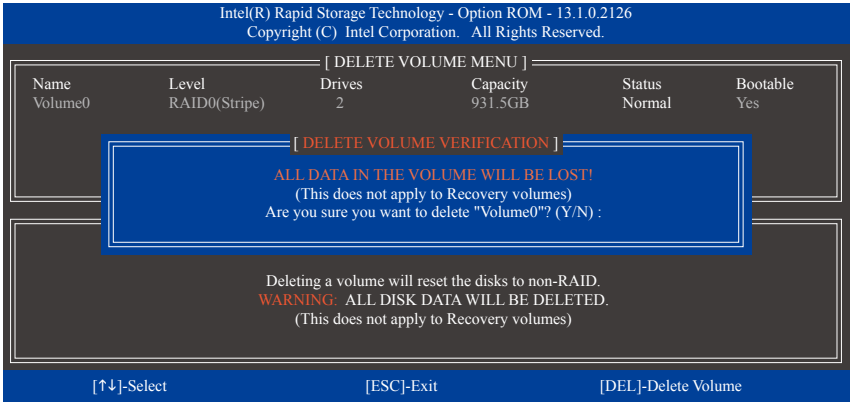 Intel(R) Rapid Storage Technology - Option ROM - 13.1.0.2126
Copyright (C) Intel Corporation. All Rights Reserved.
[ DELETE VOLUME MENU ]
Name Level Drives Capacity Status Bootable
Volume0 RAID0(Stripe) 2 931.5GB Normal Yes
[ DELETE VOLUME VERIFICATION ]
ALL DATA IN THE VOLUME WILL BE LOST!
(This does not apply to Recovery volumes)
Are you sure you want to delete "Volume0"? (Y/N) :
Deleting a volume will reset the disks to non-RAID.
WARNING: ALL DISK DATA WILL BE DELETED.
(This does not apply to Recovery volumes)
[↑↓]-Select [ESC]-Exit [DEL]-Delete Volume